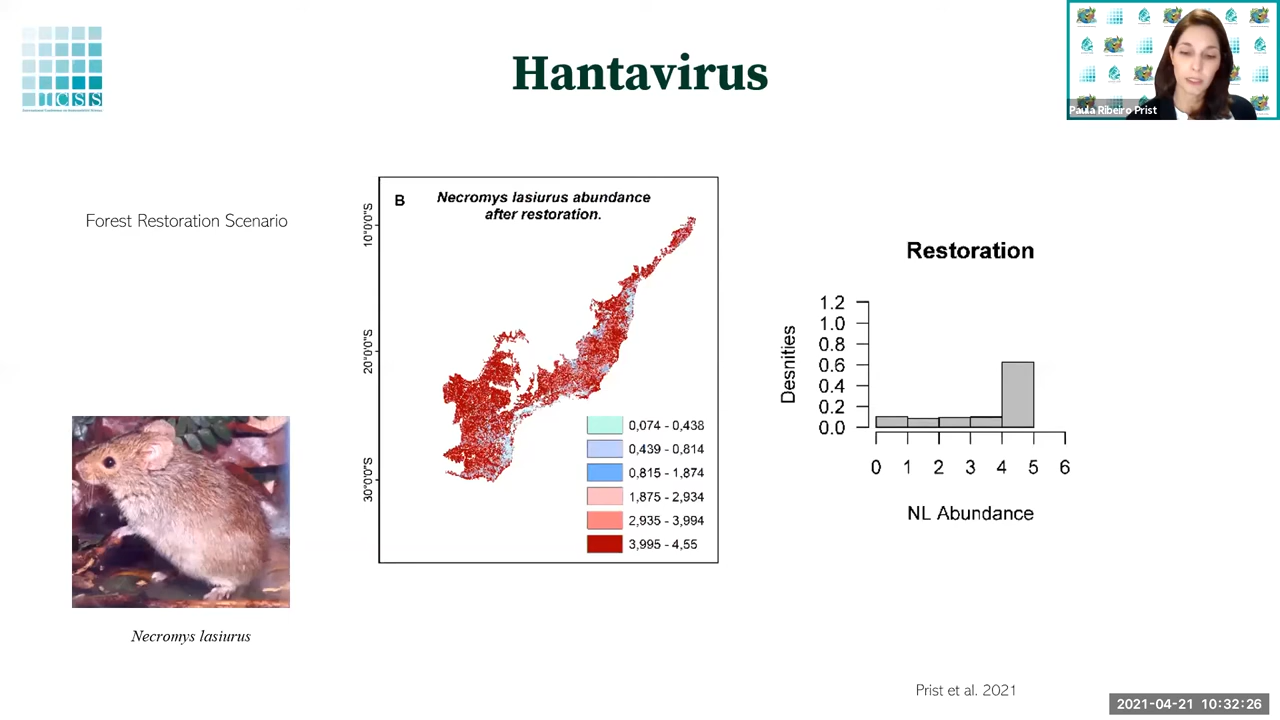 IICSS
Hantavirus
Paula Ribeiro Prist
Forest Restoration Scenario
B
Necromys lasiurus abundance
after restoration.
10°0'0"S
20°0'0"S
30°0'0"S
0,074 - 0,438
0,439 - 0,814
0,815 - 1,874
1,875 - 2,934
2,935 - 3,994
3,995 - 4,55
Restoration
Desnities
1.2
1.0
0.8
0.6
0.4
0.2
0.0
0 1 2 3 4 5 6
NL Abundance
Necromys lasiurus
Prist et al. 2021
2021-04-21 10:32:26